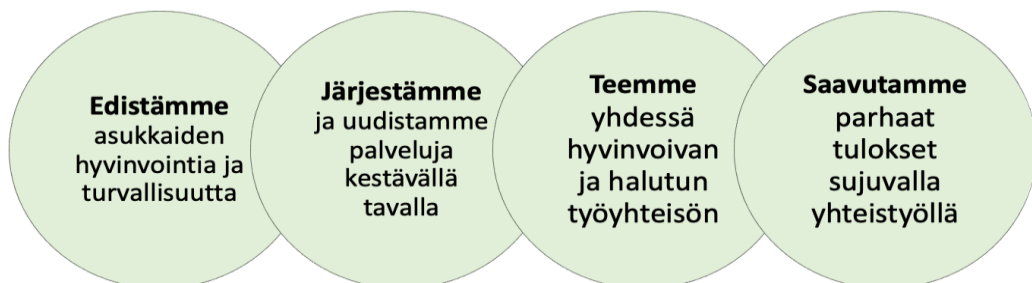 Edistämme
asukkaiden
hyvinvointia ja
turvallisuutta
Järjestämme
ja uudistamme
palveluja
kestävällä
tavalla
Teemme
yhdessä
hyvinvoivan
ja halutun
työyhteisön
Saavutamme
parhaat
tulokset
sujuvalla
yhteistyöllä